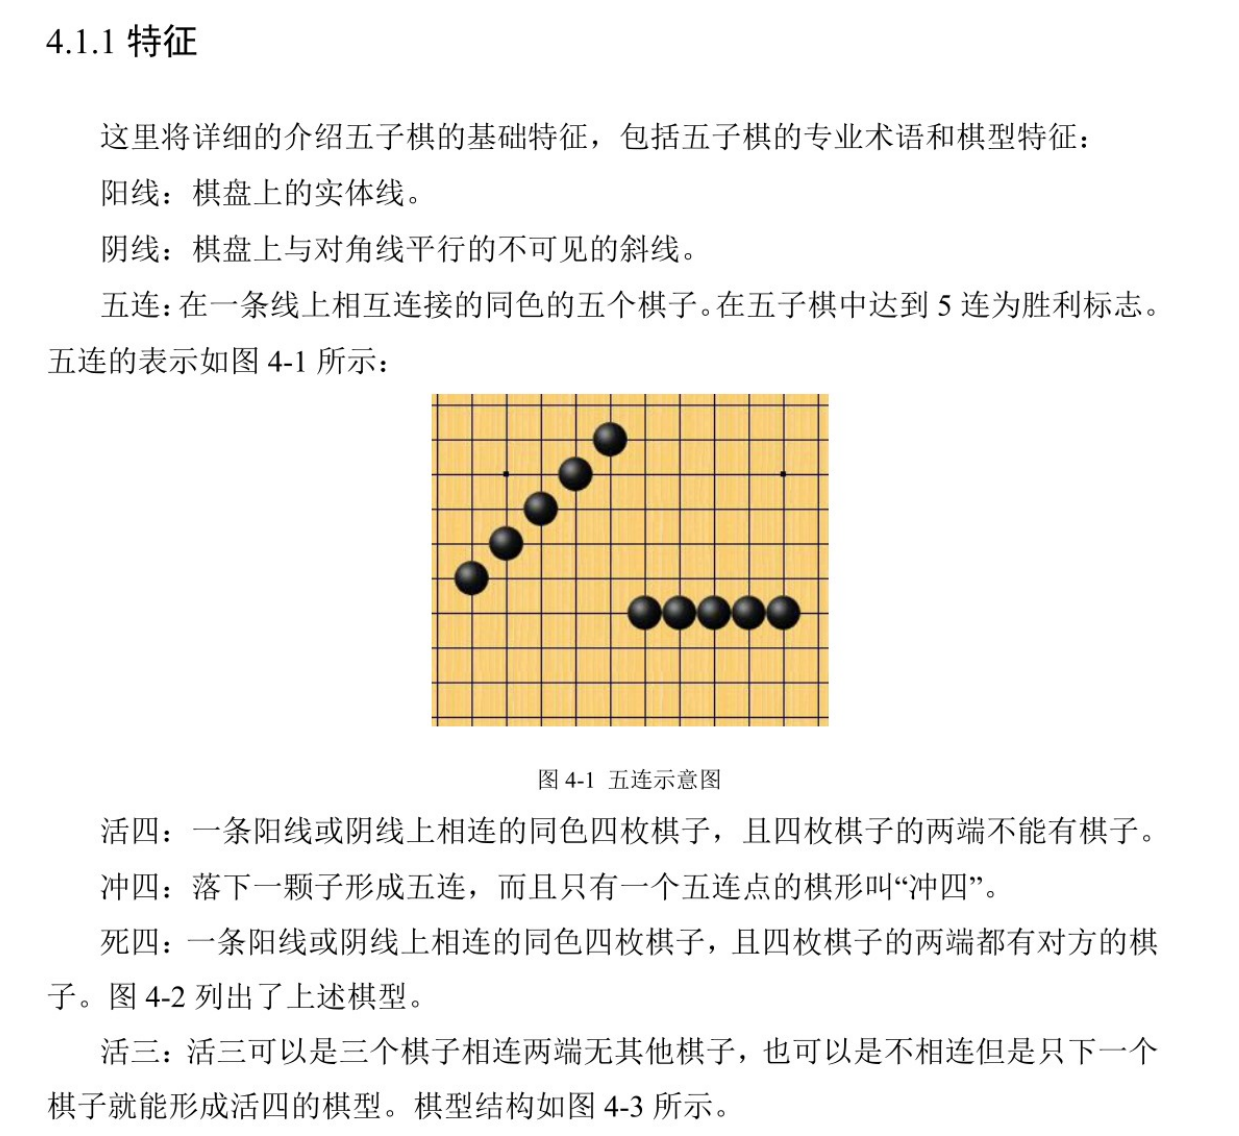 4.1.1 特征
这里将详细的介绍五子棋的基础特征，包括五子棋的专业术语和棋型特征：
阳线：棋盘上的实体线。
阴线：棋盘上与对角线平行的不可见的斜线。
五连：在一条线上相互连接的同色的五个棋子。在五子棋中达到 5 连为胜利标志。
五连的表示如图 4-1 所示：
图 4-1 五连示意图
活四：一条阳线或阴线上相连的同色四枚棋子，且四枚棋子的两端不能有棋子。
冲四：落下一颗子形成五连，而且只有一个五连点的棋形叫“冲四”。
死四：一条阳线或阴线上相连的同色四枚棋子，且四枚棋子的两端都有对方的棋
子。图 4-2 列出了上述棋型。
活三：活三可以是三个棋子相连两端无其他棋子，也可以是不相连但是只下一个
棋子就能形成活四的棋型。棋型结构如图 4-3 所示。